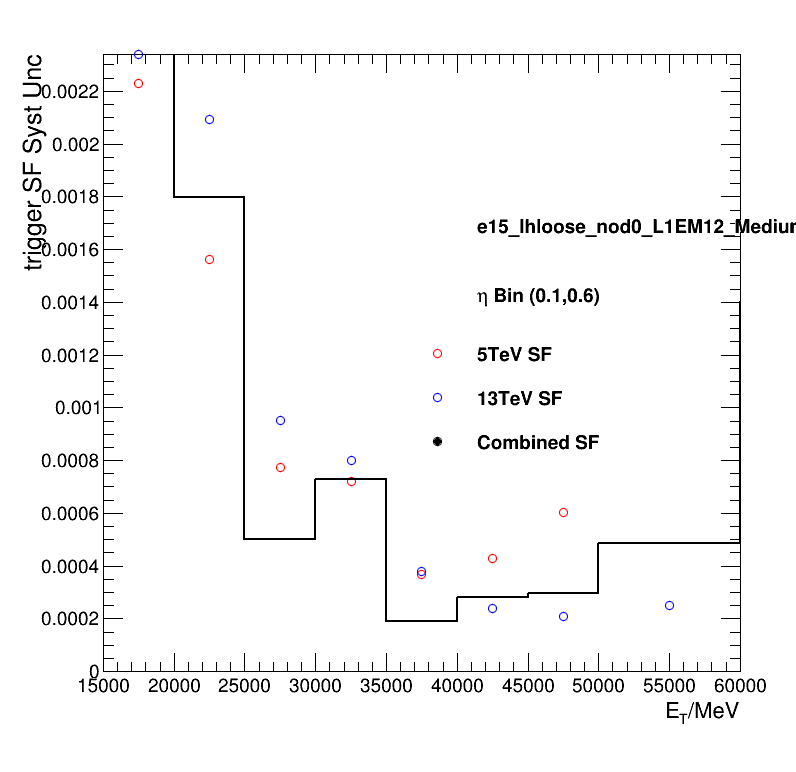 trigger SF Syst Unc
0.0022
0.002
0.0018
0.0016
0.0014
0.0012
0.001
0.0008
0.0006
0.0004
0.0002
0
e15_lhloose_nod0_L1EM12_Medium
η Bin (0.1,0.6)
5TeV SF
13TeV SF
Combined SF
15000 20000 25000 30000 35000 40000 45000 50000 55000 60000
E_T/MeV